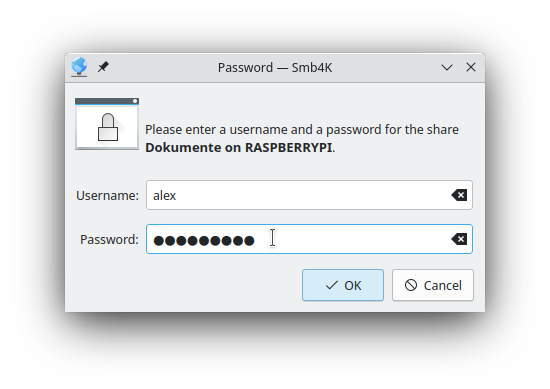 Password — Smb4K
Please enter a username and a password for the share
Dokumente on RASPBERRYPI.
Username: alex
Password: ●●●●●●●●●
OK Cancel